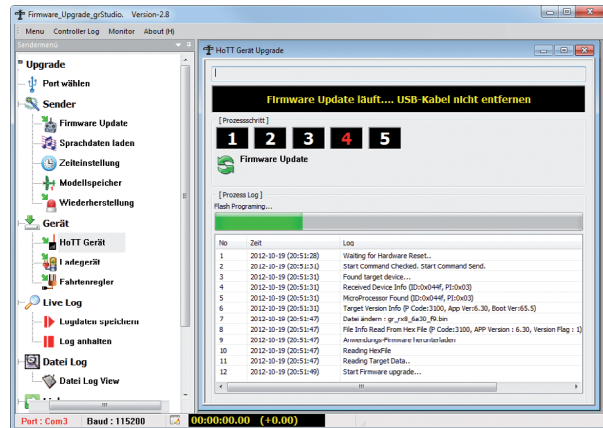 Firmware_Upgrade_grStudio. Version-2.8
Menu Controller Log Monitor About (H)
Sendermenü
Upgrade
Port wählen
Sender
Firmware Update
Sprachdaten laden
Zeiteinstellung
Modellspeicher
Wiederherstellung
Gerät
HoTT Gerät
Ladegerät
Fahrtenregler
Live Log
Logdaten speichern
Log anhalten
Datei Log
Datei Log View
HoTT Gerät Upgrade
Firmware Update läuft.... USB-Kabel nicht entfernen
[ Prozessschritt ]
1 2 3 4 5
Firmware Update
[ Prozess Log ]
Flash Programing...
No Zeit Log
1 2012-10-19 (20:51:28) Waiting for Hardware Reset..
2 2012-10-19 (20:51:31) Start Command Checked. Start Command Send.
3 2012-10-19 (20:51:31) Found target device...
4 2012-10-19 (20:51:31) Received Device Info (ID:0x044f, PI:0x03)
5 2012-10-19 (20:51:31) MicroProcessor Found (ID:0x044f, PI:0x03)
6 2012-10-19 (20:51:31) Target Version Info (P Code:3100, App Ver:6.30, Boot Ver:65.5)
7 2012-10-19 (20:51:47) Datei ändern : gr_rx8_6a30_f9.bin
8 2012-10-19 (20:51:47) File Info Read From Hex File (P Code:3100, APP Version : 6.30, Version Flag : 1)
9 2012-10-19 (20:51:47) Anwendungs-Firmware herunterladen
10 2012-10-19 (20:51:47) Reading HexFile
11 2012-10-19 (20:51:47) Reading Target Data..
12 2012-10-19 (20:51:49) Start Firmware upgrade...
Port : Com3 Baud : 115200 00:00:00.00 (+0.00)